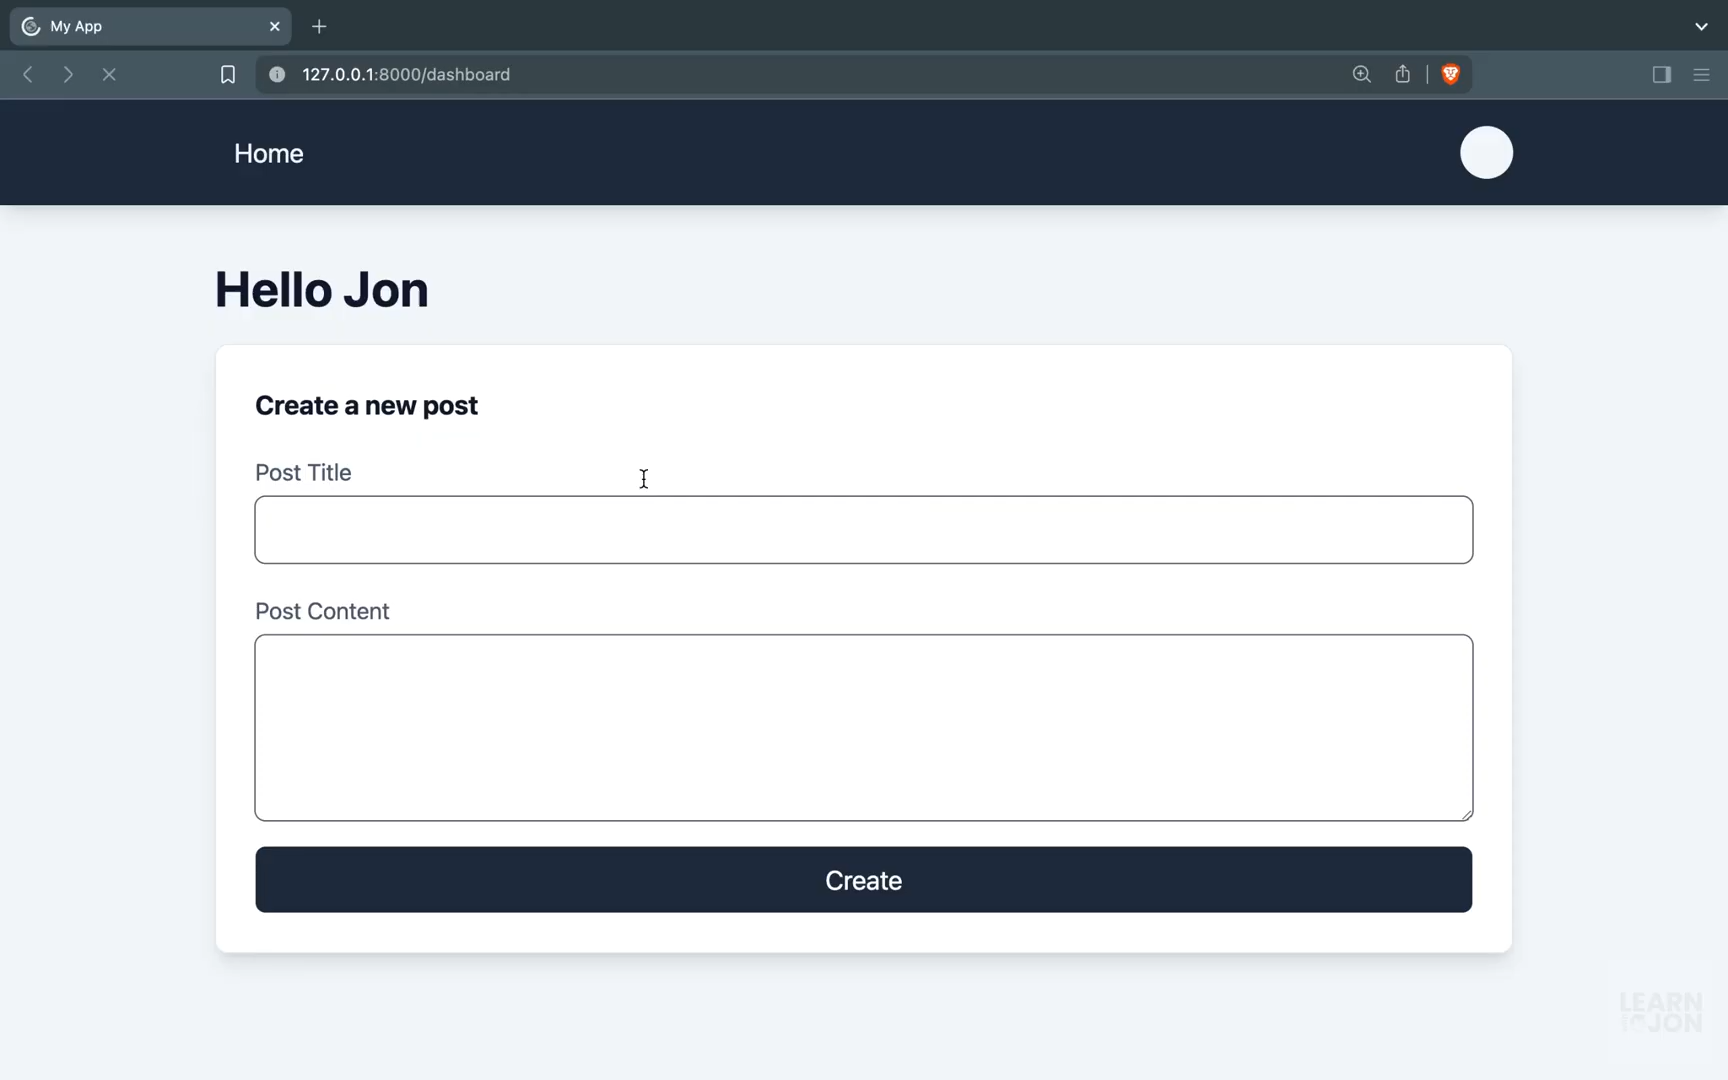 My App
127.0.0.1:8000/dashboard
Home
Hello Jon
Create a new post
Post Title
Post Content
Create
LEARN
JON